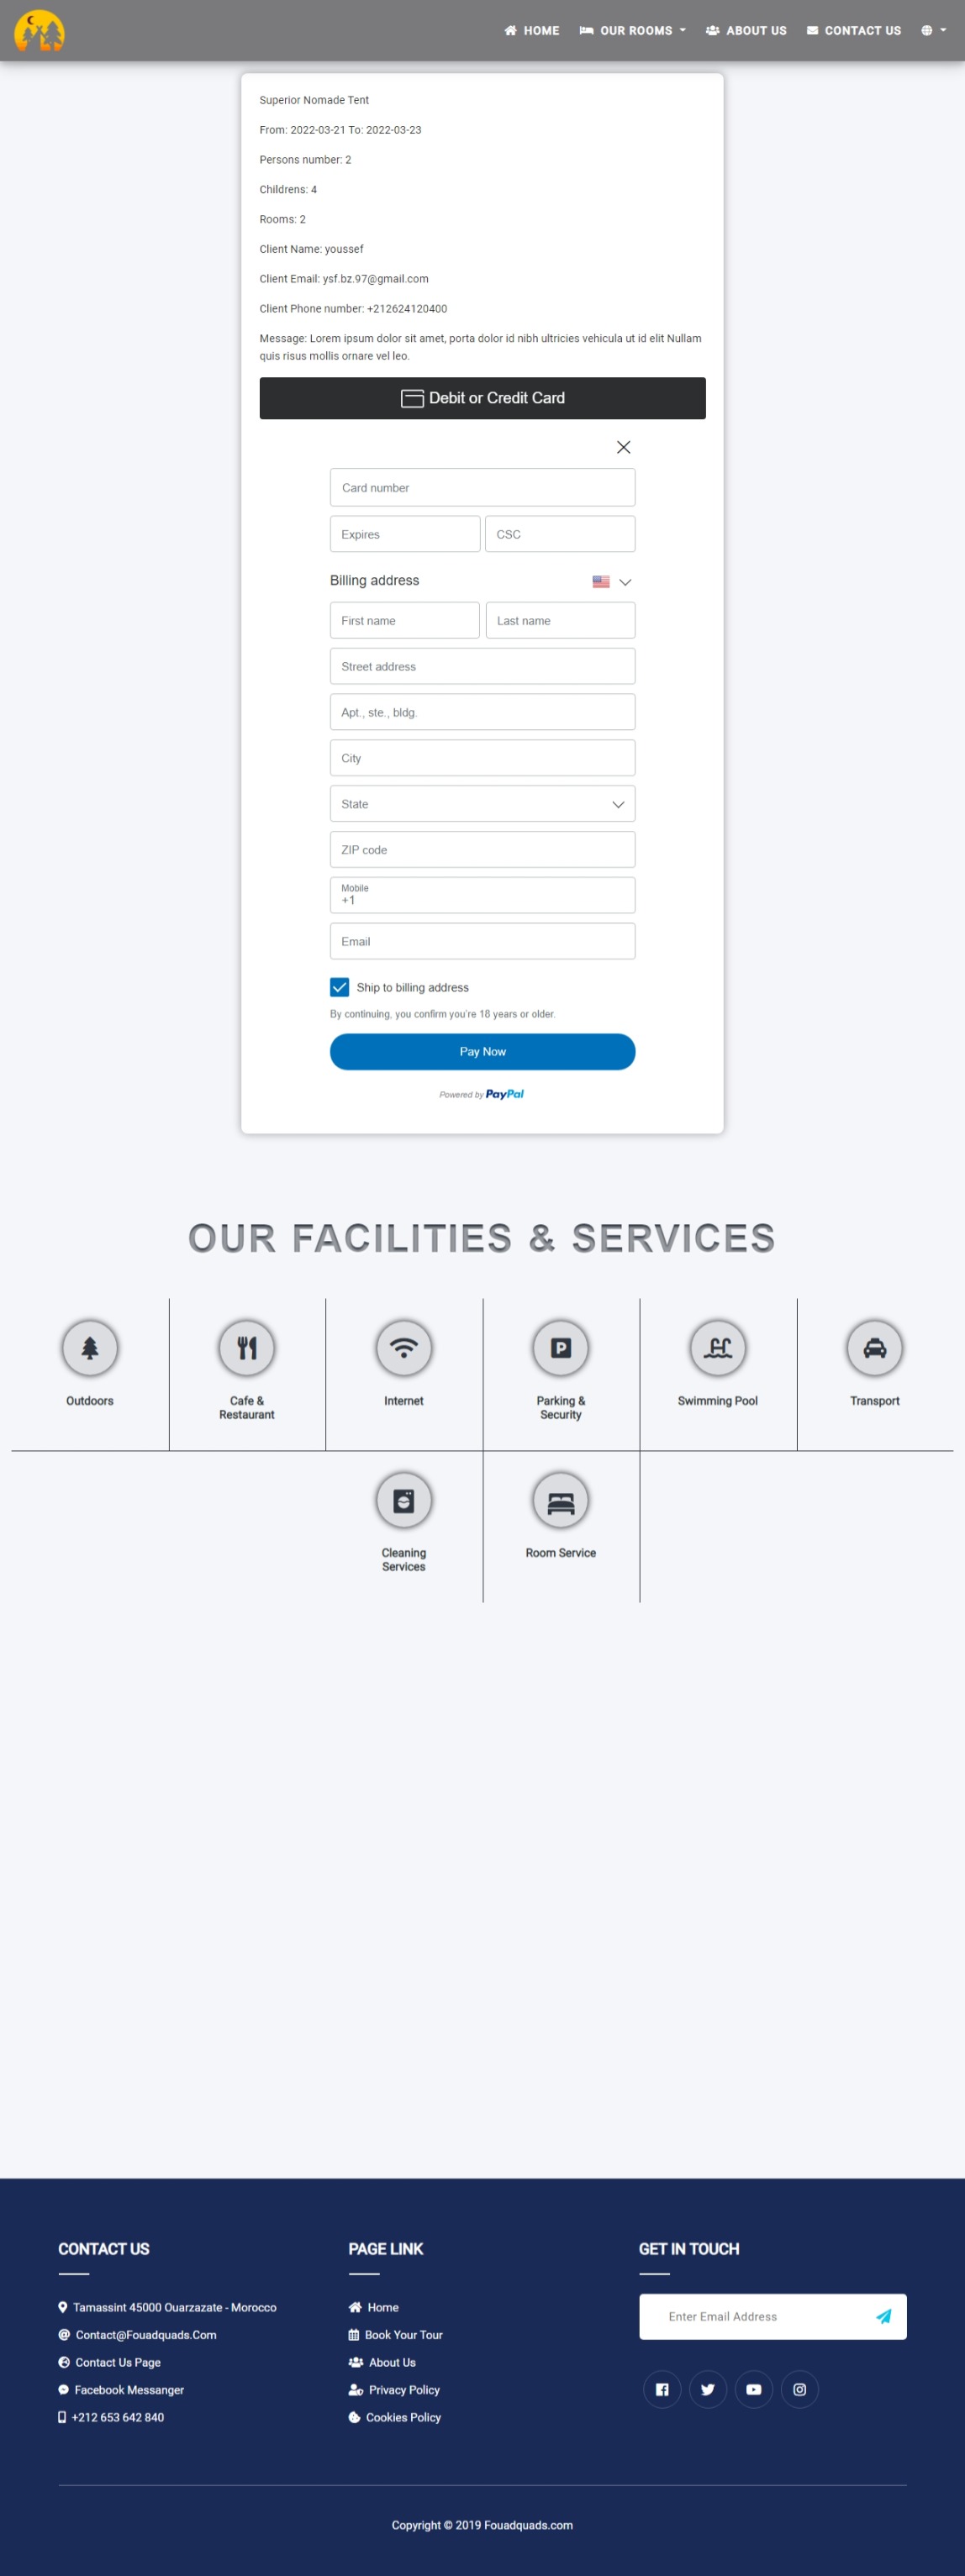 HOME OUR ROOMS ABOUT US CONTACT US
Superior Nomade Tent
From: 2022-03-21 To: 2022-03-23
Persons number: 2
Childrens: 4
Rooms: 2
Client Name: youssef
Client Email: ysf.bz.97@gmail.com
Client Phone number: +212624120400
Message: Lorem ipsum dolor sit amet, porta dolor id nibh ultricies vehicula ut id elit Nullam
quis risus mollis ornare vel leo.
Debit or Credit Card
Card number
Expires CSC
Billing address
First name Last name
Street address
Apt., ste., bldg.
City
State
ZIP code
Mobile
+1
Email
Ship to billing address
By continuing, you confirm you're 18 years or older.
Pay Now
Powered by PayPal
OUR FACILITIES & SERVICES
P
Outdoors
Cafe &
Restaurant
Internet
Parking &
Security
Swimming Pool
Transport
Cleaning
Services
Room Service
CONTACT US
Tamassint 45000 Ouarzazate - Morocco
Contact@Fouadquads.Com
Contact Us Page
Facebook Messanger
+212 653 642 840
PAGE LINK
Home
Book Your Tour
About Us
Privacy Policy
Cookies Policy
GET IN TOUCH
Enter Email Address
Copyright © 2019 Fouadquads.com